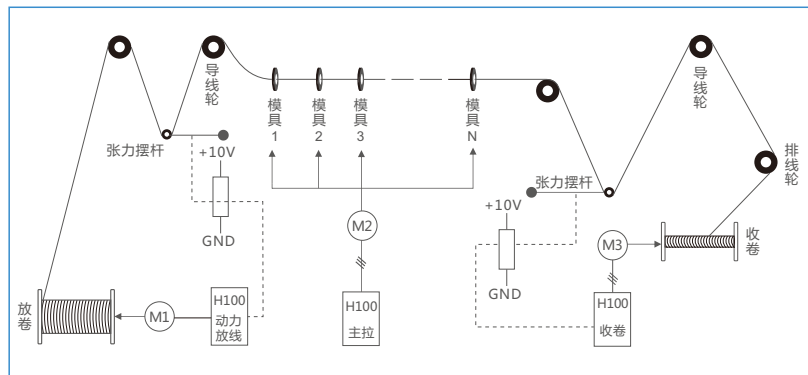 导线轮
导线轮
模具1
模具2
模具3
模具N
张力摆杆
+10V
GND
张力摆杆
+10V
GND
排线轮
放卷
M1
H100
动力
放线
M2
H100
主拉
M3
H100
收卷
收卷